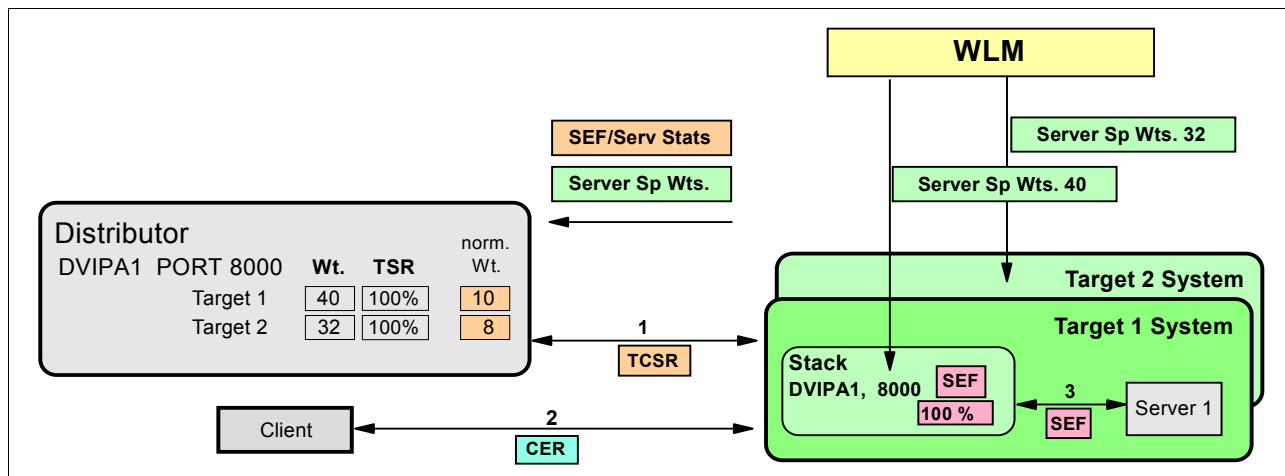 WLM
SEF/Serv Stats
Server Sp Wts. 32
Server Sp Wts.
Server Sp Wts. 40
Distributor
norm.
DVIPA1 PORT 8000 Wt. TSR Wt.
Target 1 40 100% 10
Target 2 32 100% 8
Target 2 System
Target 1 System
1
TCSR
Stack
DVIPA1, 8000 SEF
100 %
3
SEF
Server 1
Client
2
CER